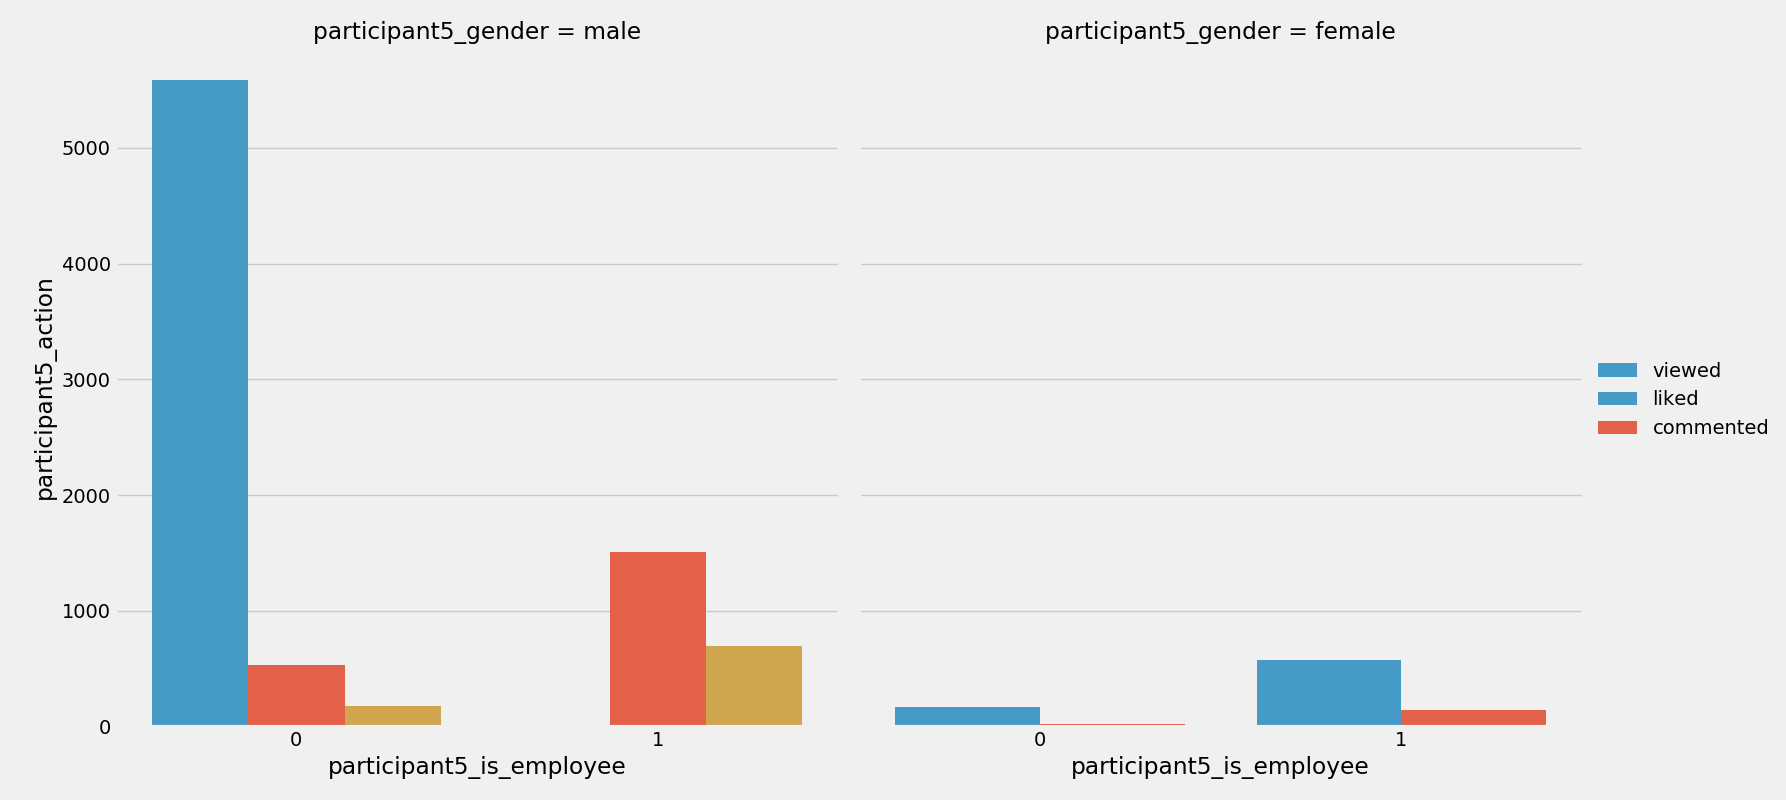 participant5_gender = male
participant5_gender = female
participant5_action
5000
4000
3000
2000
1000
0
0
1
0
1
participant5_is_employee
participant5_is_employee
viewed
liked
commented